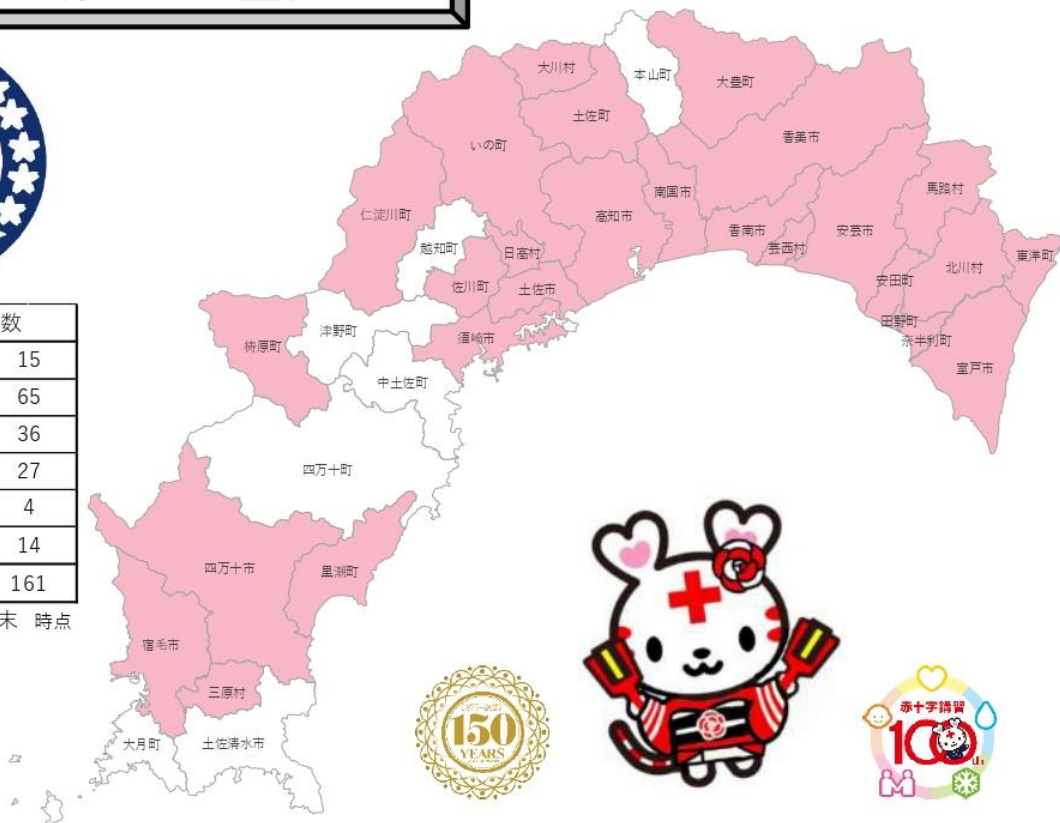 大川村
本山町
大豊町
土佐町
いの町
香美市
南国市
馬路村
仁淀川町
高知市
香南市
安芸市
越知町
日高村
芸西村
東洋町
北川村
佐川町
土佐市
安田町
田野町
津野町
須崎市
奈半利町
梼原町
室戸市
中土佐町
四万十町
四万十市
黒潮町
宿毛市
三原村
大月町
土佐清水市
数
15
65
36
27
4
14
161
末 時点
1877-2027
150
YEARS
赤十字講習
100